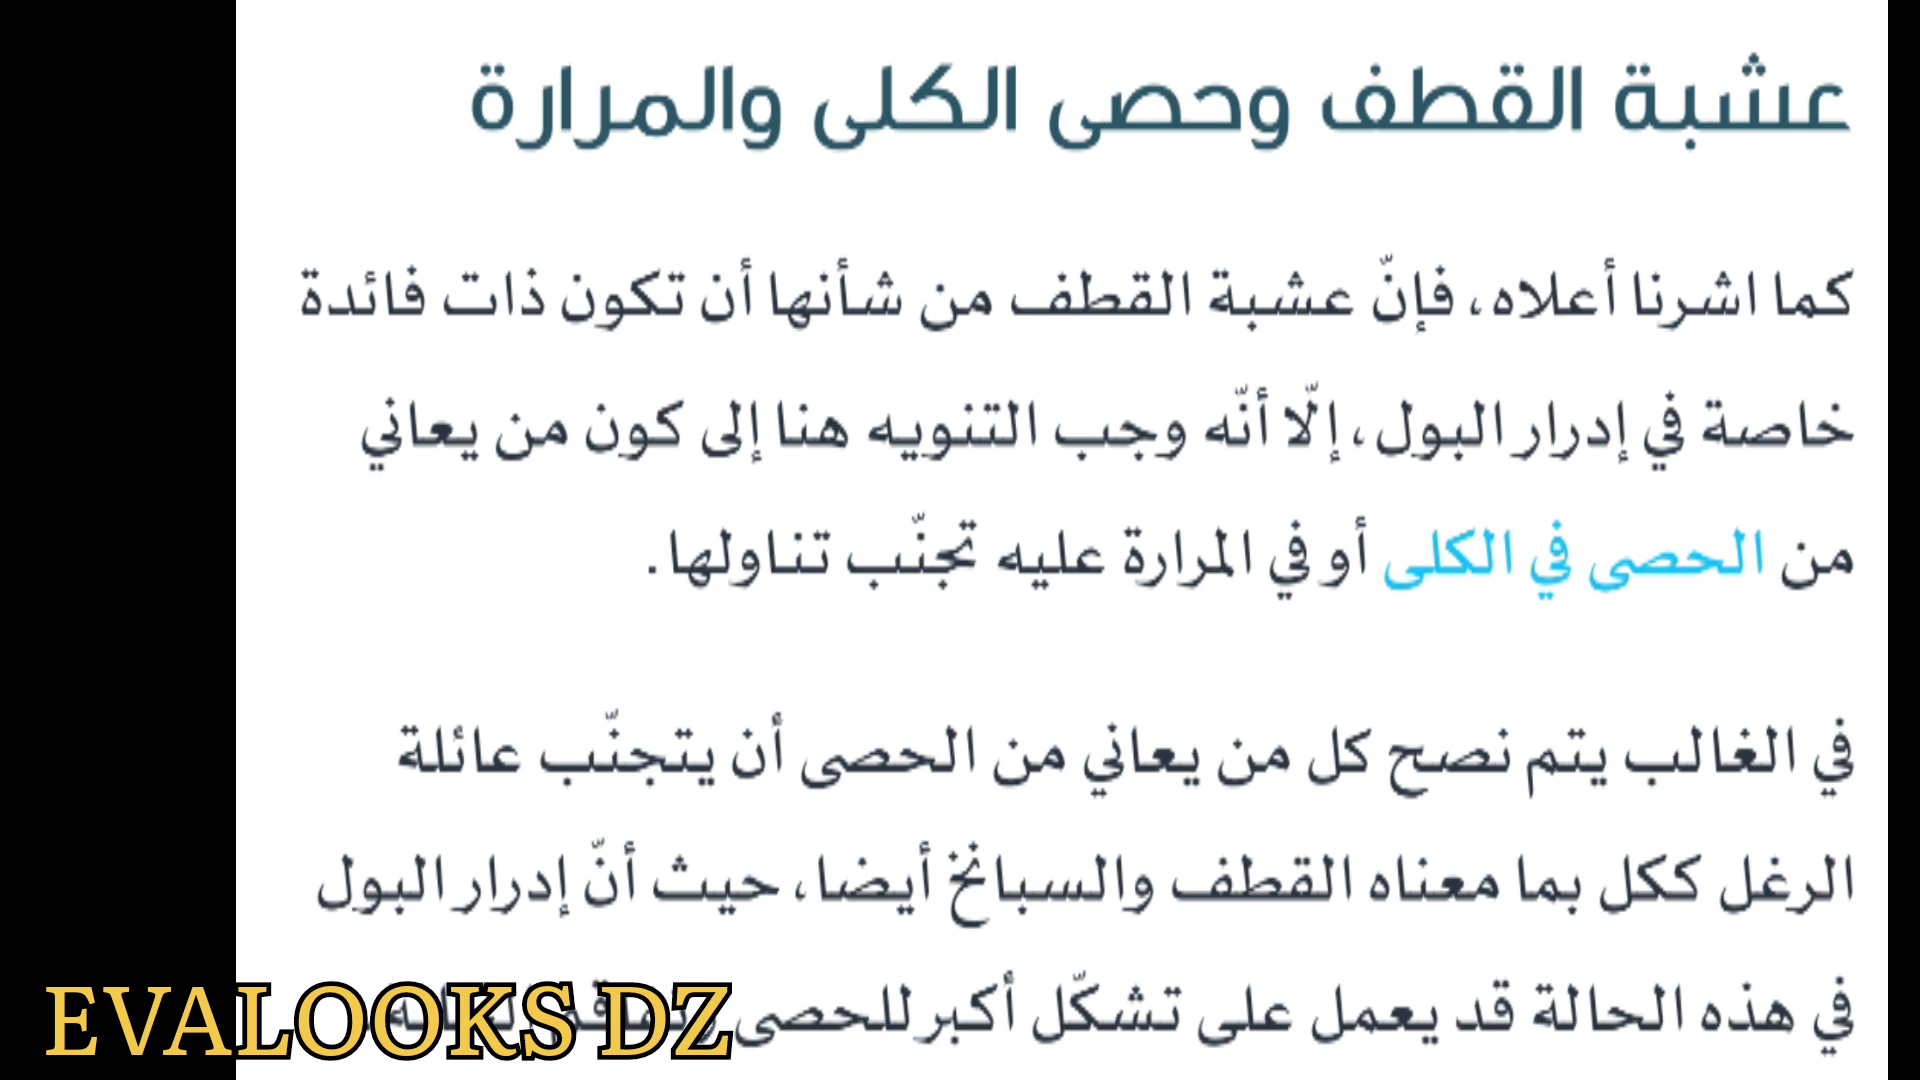 عشبة القطف وحصى الكلى والمرارة
كما اشرنا أعلاه، فإنّ عشبة القطف من شأنها أن تكون ذات فائدة
خاصة في إدرار البول، إلّا أنّه وجب التنويه هنا إلى كون من يعاني
من الحصى في الكلى أو في المرارة عليه تجنّب تناولها.
في الغالب يتم نصح كل من يعاني من الحصى أن يتجنّب عائلة
الرغل ككل بما معناه القطف والسبانخ أيضا، حيث أنّ إدرار البول
في هذه الحالة قد يعمل على تشكّل أكبر للحصى
EVALOOKS DZ